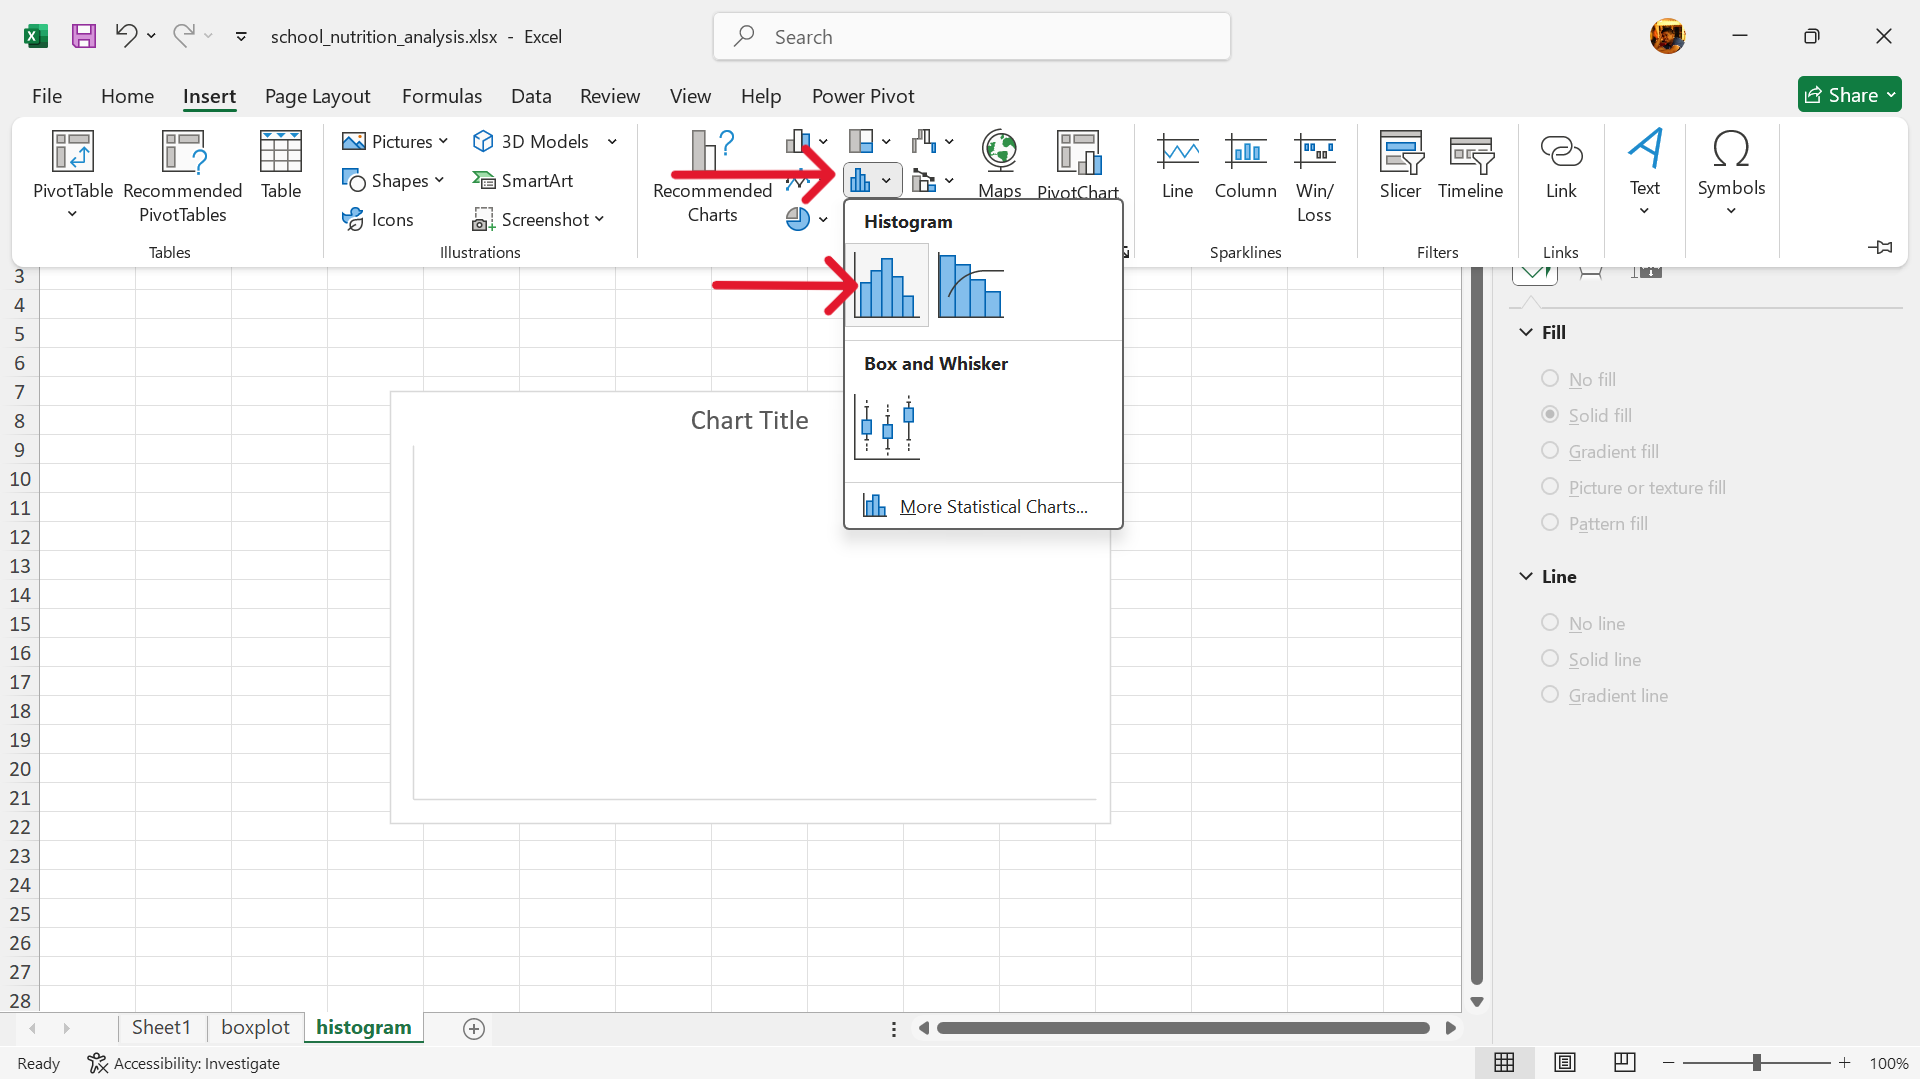 school_nutrition_analysis.xlsx - Excel
Search
File Home Insert Page Layout Formulas Data Review View Help Power Pivot
Share
PivotTable
Recommended
PivotTables
Table
Tables
Pictures
Shapes
Icons
3D Models
SmartArt
Screenshot
Illustrations
Recommended
Charts
Maps
PivotChart
Line
Column
Win/
Loss
Sparklines
Slicer
Timeline
Filters
Link
Links
Text
Symbols
Histogram
Box and Whisker
More Statistical Charts...
Chart Title
3
4
5
6
7
8
9
10
11
12
13
14
15
16
17
18
19
20
21
22
23
24
25
26
27
28
Fill
No fill
Solid fill
Gradient fill
Picture or texture fill
Pattern fill
Line
No line
Solid line
Gradient line
Sheet1 boxplot histogram
Ready
Accessibility: Investigate
100%